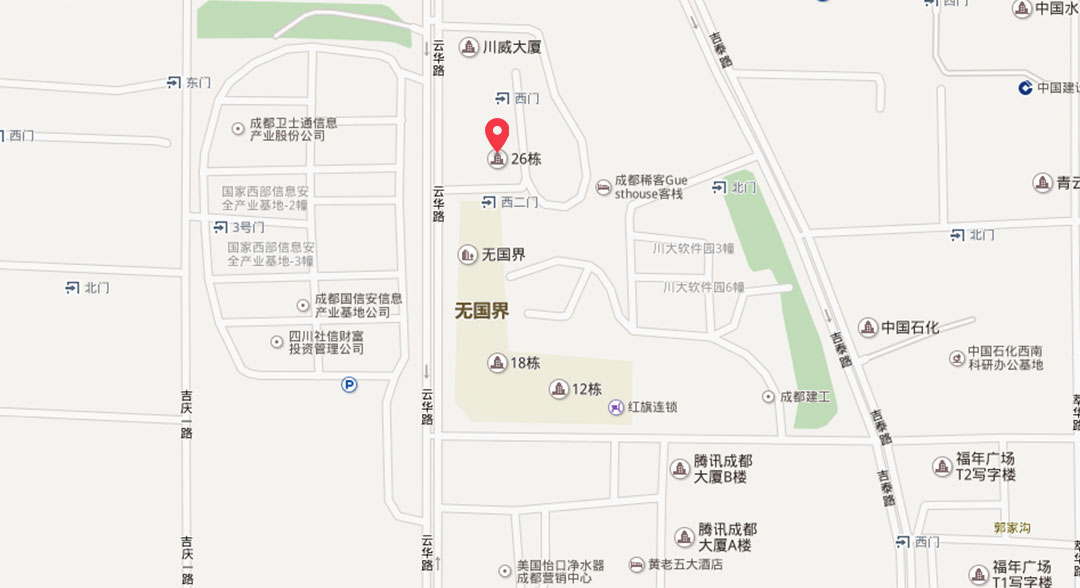 西门
中国水
吉泰路
云华路
川威大厦
东门
中国建设
西门
成都卫士通信息
产业股份公司
西门
26栋
成都稀客Gue
sthouse客栈
北门
青云
国家西部信息安
全产业基地-2幢
云华路
西二门
3号门
北门
国家西部信息安
全产业基地-3幢
无国界
川大软件园3幢
北门
川大软件园6幢
成都国信安信息
产业基地公司
无国界
中国石化
四川社信财富
投资管理公司
吉泰路
中国石化西南
科研办公基地
18栋
P
12栋
云华路
吉庆一路
红旗连锁
成都建工
吉泰路
腾讯成都
大厦B楼
福年广场
T2写字楼
吉泰路
郭家沟
腾讯成都
大厦A楼
西门
云华路
吉庆一路
美国怡口净水器
成都营销中心
黄老五大酒店
福年广场
T1写字楼